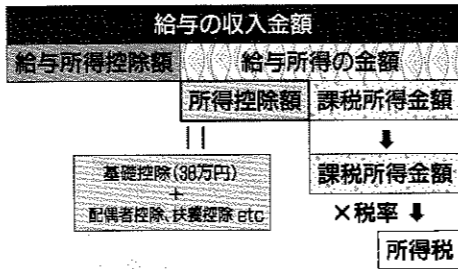 給与の収入金額
給与所得控除額 給与所得の金額
所得控除額 課税所得金額
基礎控除(38万円)
+
配偶者控除、扶養控除 etc
課税所得金額
×税率
所得税